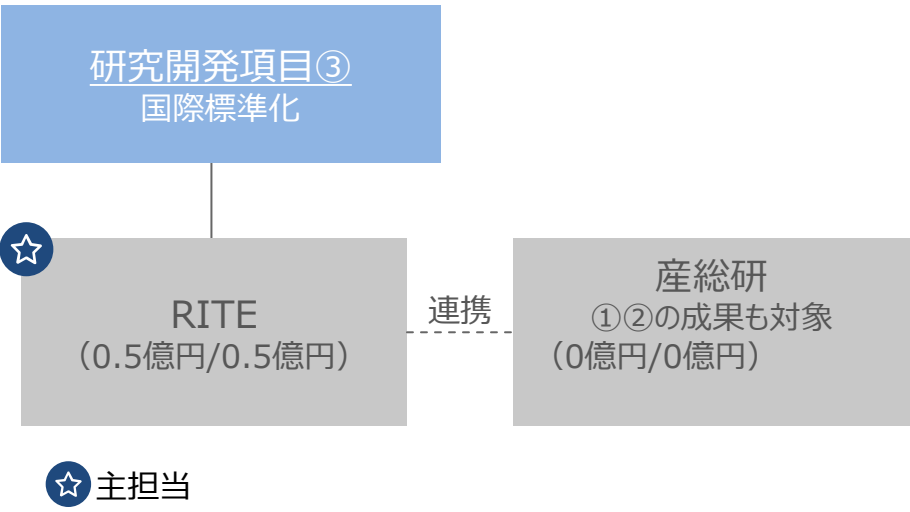 研究開発項目③
国際標準化
RITE
（0.5億円/0.5億円）
連携
産総研
①②の成果も対象
（0億円/0億円）
主担当